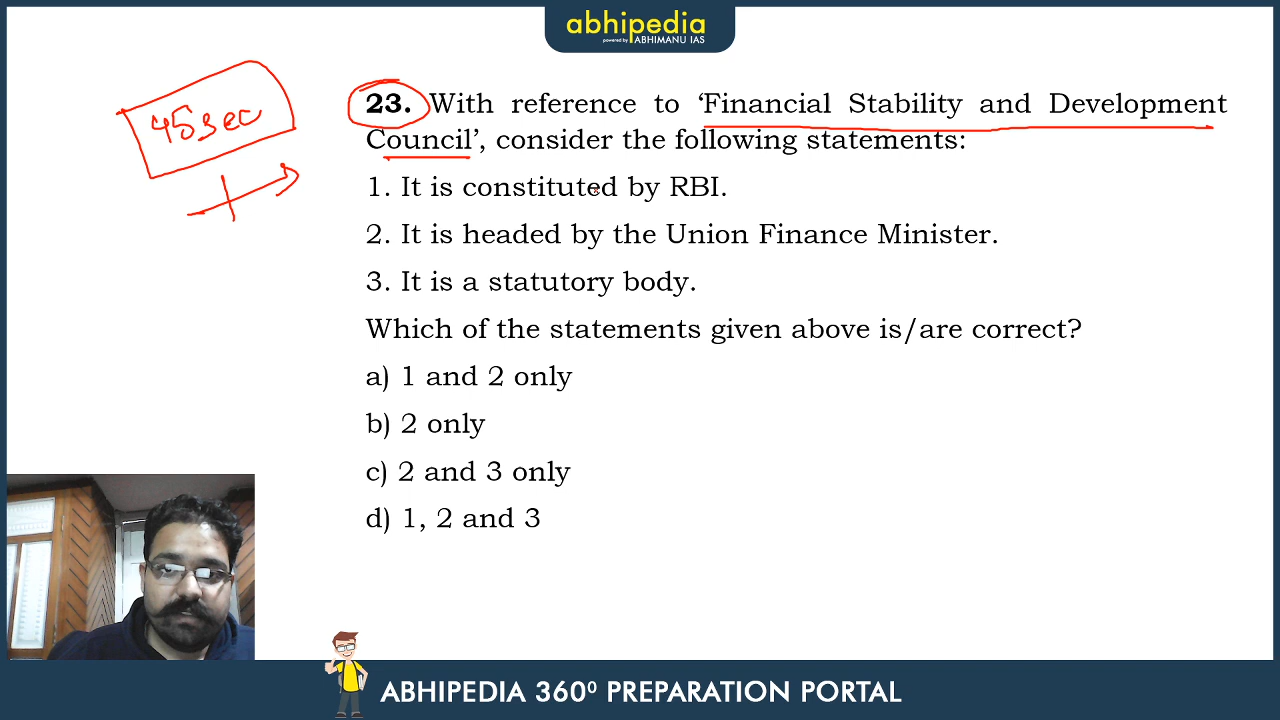 abhipedia
powered by ABHIMANU IAS
45 sec
23. With reference to ‘Financial Stability and Development
Council’, consider the following statements:
1. It is constituted by RBI.
2. It is headed by the Union Finance Minister.
3. It is a statutory body.
Which of the statements given above is/are correct?
a) 1 and 2 only
b) 2 only
c) 2 and 3 only
d) 1, 2 and 3
ABHIPEDIA 360⁰ PREPARATION PORTAL